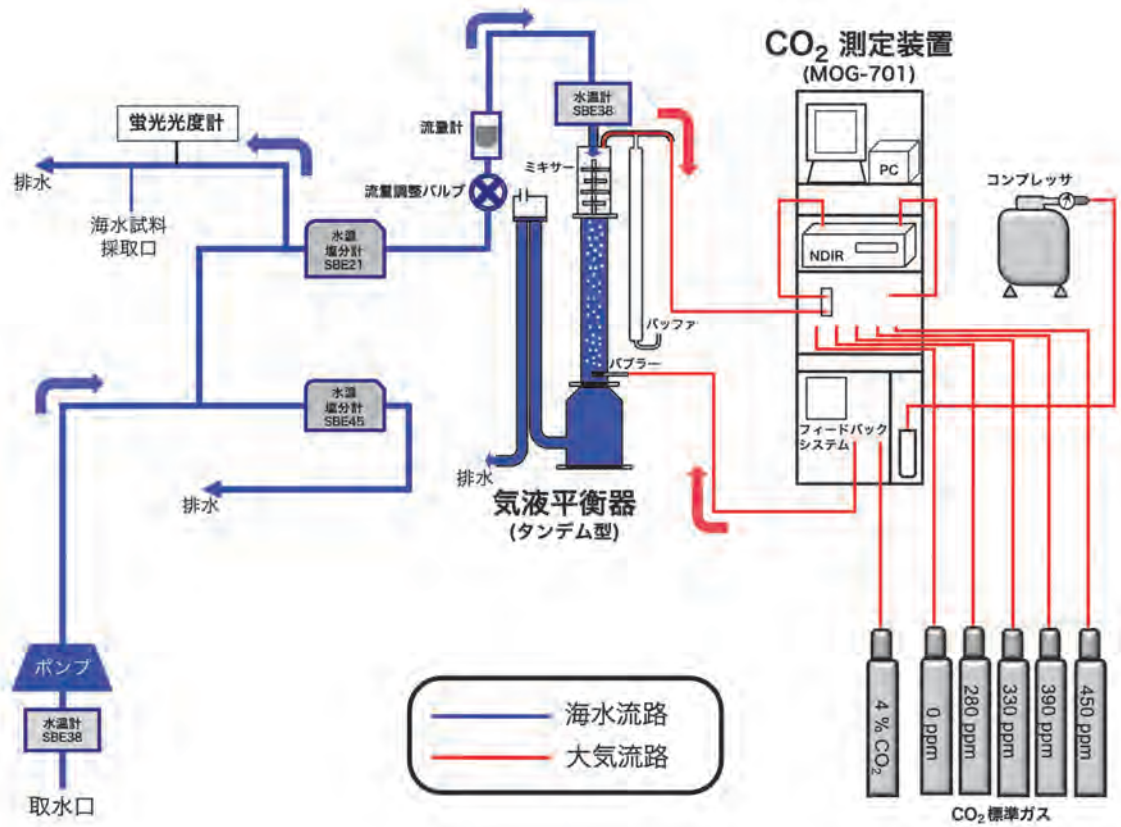 CO2 測定装置
(MOG-701)
水温計
SBE38
蛍光光度計
流量計
ミキサー
PC
コンプレッサ
排水
流量調整バルブ
海水試料
採取口
水温
塩分計
SBE21
NDIR
バッファ
バブラー
水温
塩分計
SBE45
フィードバック
システム
排水
排水
気液平衡器
(タンデム型)
ポンプ
水温計
SBE38
取水口
海水流路
大気流路
4 % CO2
0 ppm
280 ppm
330 ppm
390 ppm
450 ppm
CO2 標準ガス